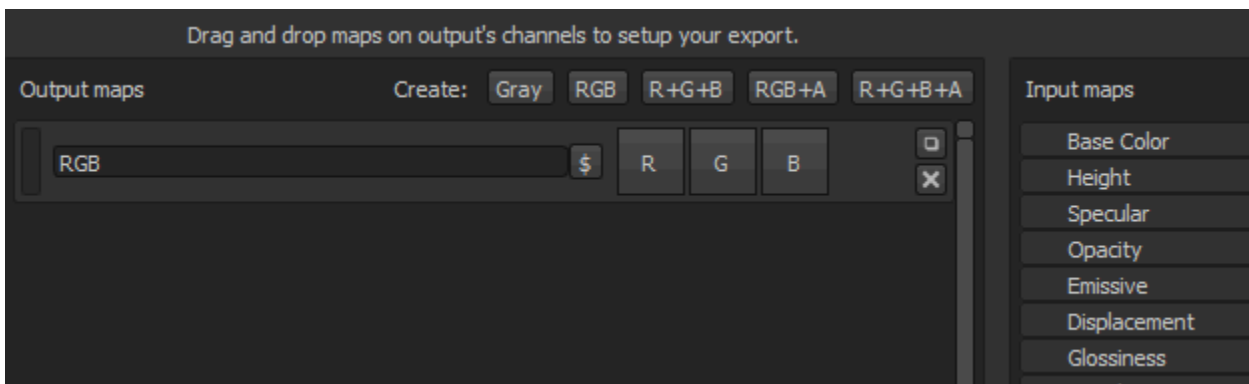 Drag and drop maps on output's channels to setup your export.
Output maps Create: Gray RGB R+G+B RGB+A R+G+B+A
RGB $ R G B
Input maps
Base Color
Height
Specular
Opacity
Emissive
Displacement
Glossiness